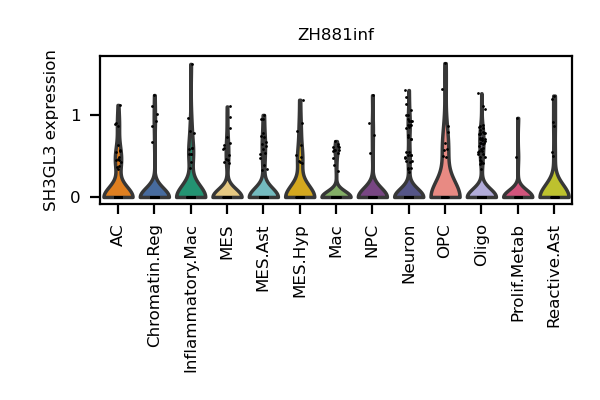 ZH881inf
SH3GL3 expression
1
0
AC
Chromatin.Reg
Inflammatory.Mac
MES
MES.Ast
MES.Hyp
Mac
NPC
Neuron
OPC
Oligo
Prolif.Metab
Reactive.Ast